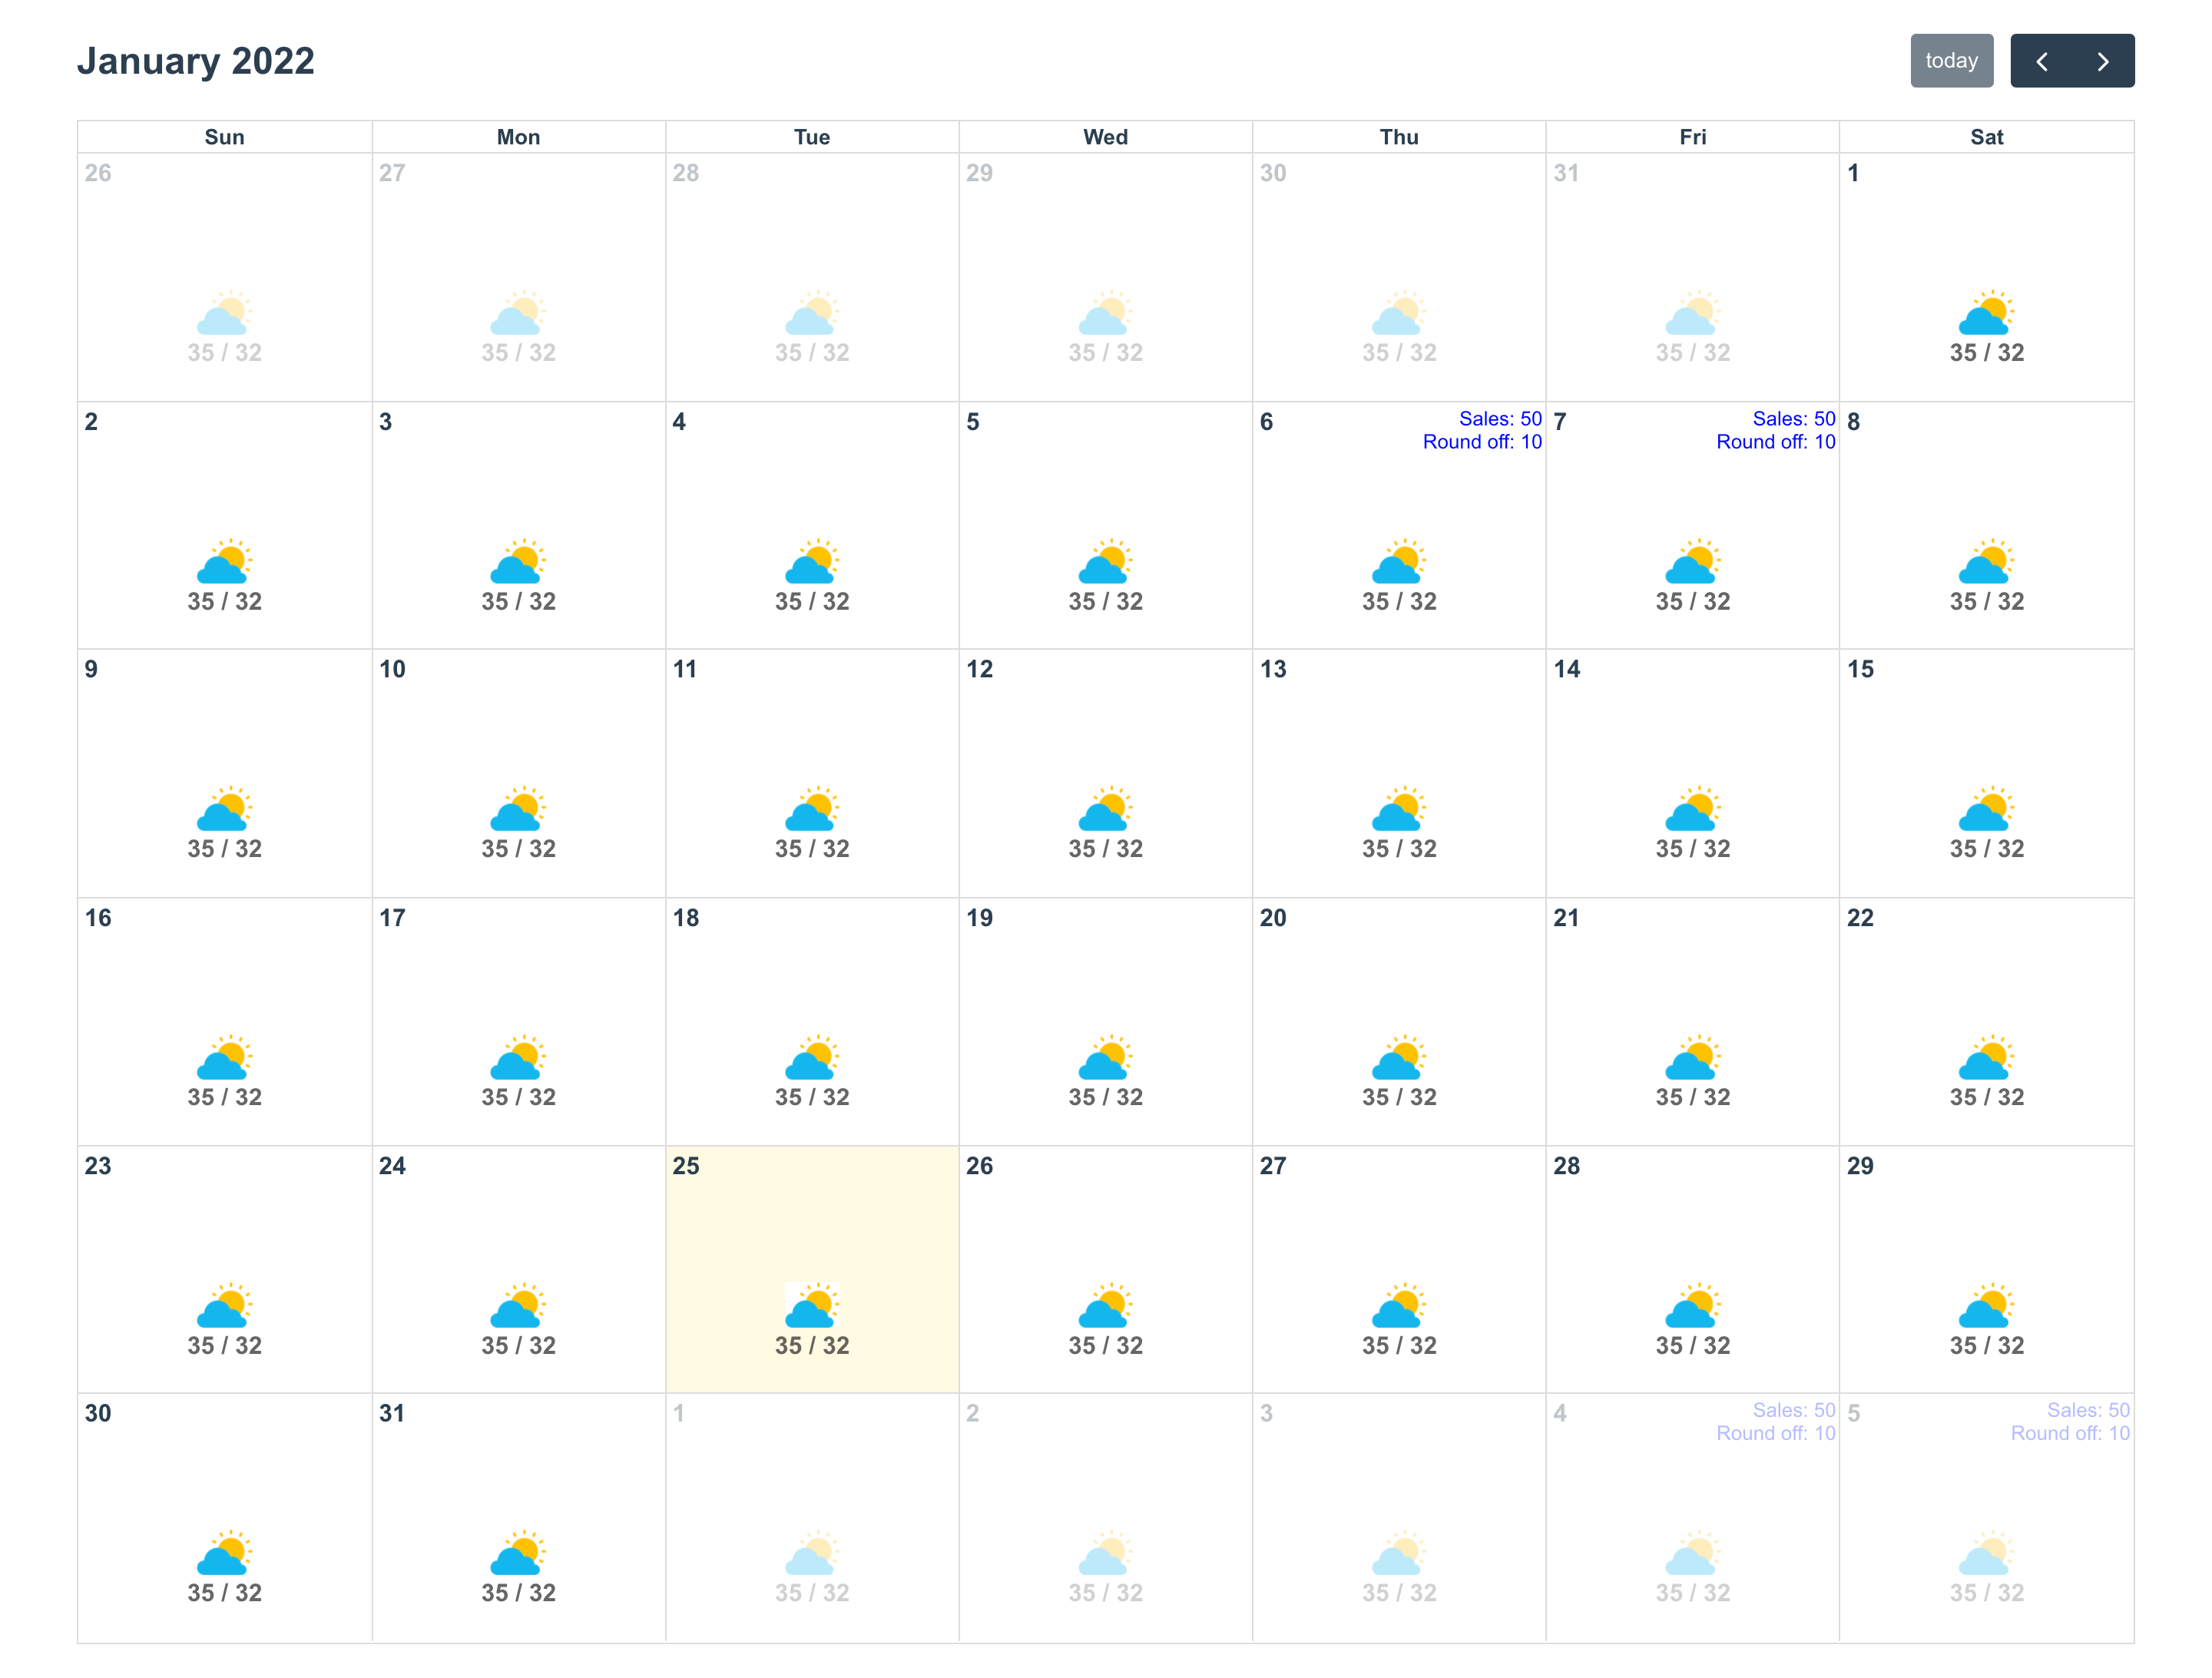 January 2022
today
Sun Mon Tue Wed Thu Fri Sat
26 27 28 29 30 31 1
35 / 32 35 / 32 35 / 32 35 / 32 35 / 32 35 / 32 35 / 32
2 3 4 5 6 Sales: 50 7 Sales: 50 8
Round off: 10 Round off: 10
35 / 32 35 / 32 35 / 32 35 / 32 35 / 32 35 / 32 35 / 32
9 10 11 12 13 14 15
35 / 32 35 / 32 35 / 32 35 / 32 35 / 32 35 / 32 35 / 32
16 17 18 19 20 21 22
35 / 32 35 / 32 35 / 32 35 / 32 35 / 32 35 / 32 35 / 32
23 24 25 26 27 28 29
35 / 32 35 / 32 35 / 32 35 / 32 35 / 32 35 / 32 35 / 32
30 31 1 2 3 4 Sales: 50 5 Sales: 50
Round off: 10 Round off: 10
35 / 32 35 / 32 35 / 32 35 / 32 35 / 32 35 / 32 35 / 32